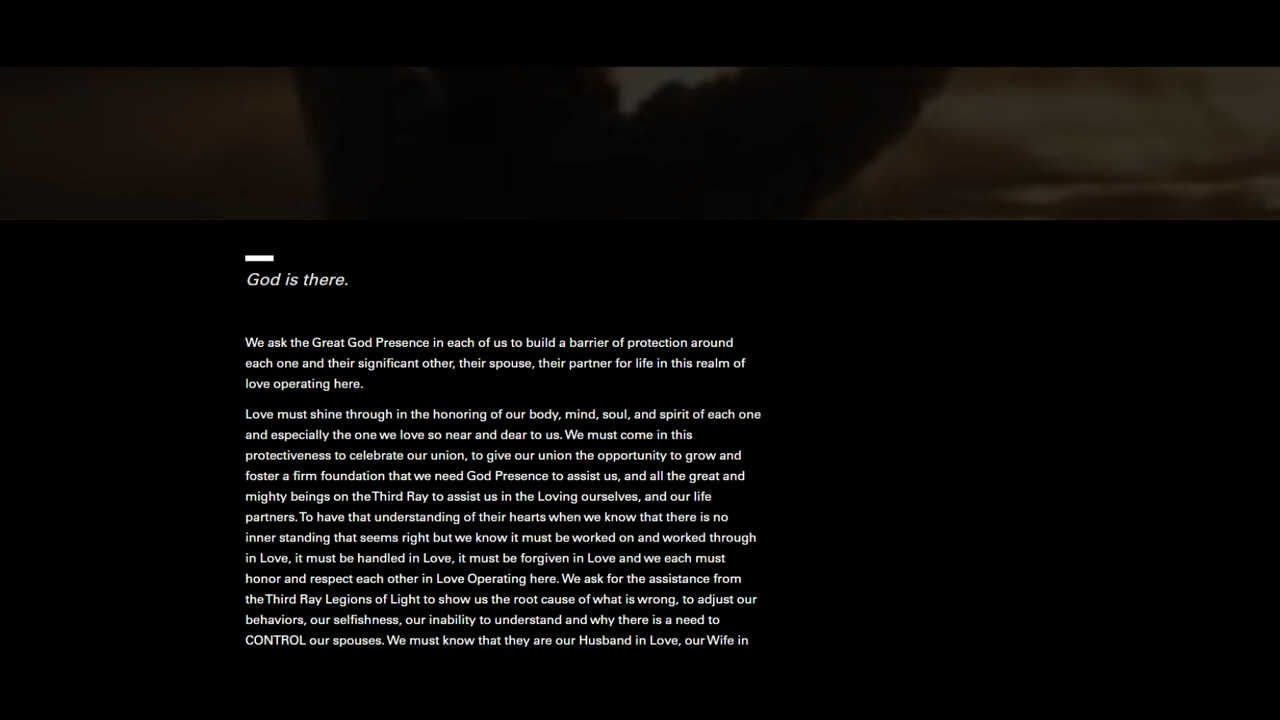 God is there.
We ask the Great God Presence in each of us to build a barrier of protection around
each one and their significant other, their spouse, their partner for life in this realm of
love operating here.
Love must shine through in the honoring of our body, mind, soul, and spirit of each one
and especially the one we love so near and dear to us. We must come in this
protectiveness to celebrate our union, to give our union the opportunity to grow and
foster a firm foundation that we need God Presence to assist us, and all the great and
mighty beings on the Third Ray to assist us in the Loving ourselves, and our life
partners. To have that understanding of their hearts when we know that there is no
inner standing that seems right but we know it must be worked on and worked through
in Love, it must be handled in Love, it must be forgiven in Love and we each must
honor and respect each other in Love Operating here. We ask for the assistance from
the Third Ray Legions of Light to show us the root cause of what is wrong, to adjust our
behaviors, our selfishness, our inability to understand and why there is a need to
CONTROL our spouses. We must know that they are our Husband in Love, our Wife in